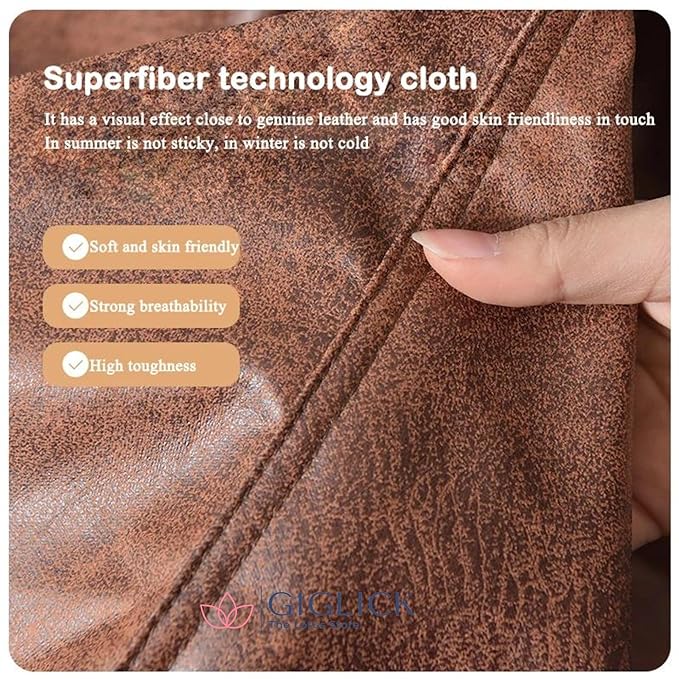 Superfiber technology cloth
It has a visual effect close to genuine leather and has good skin friendliness in touch
In summer is not sticky, in winter is not cold
Soft and skin friendly
Strong breathability
High toughness
GIGLICK
The Lotus Store